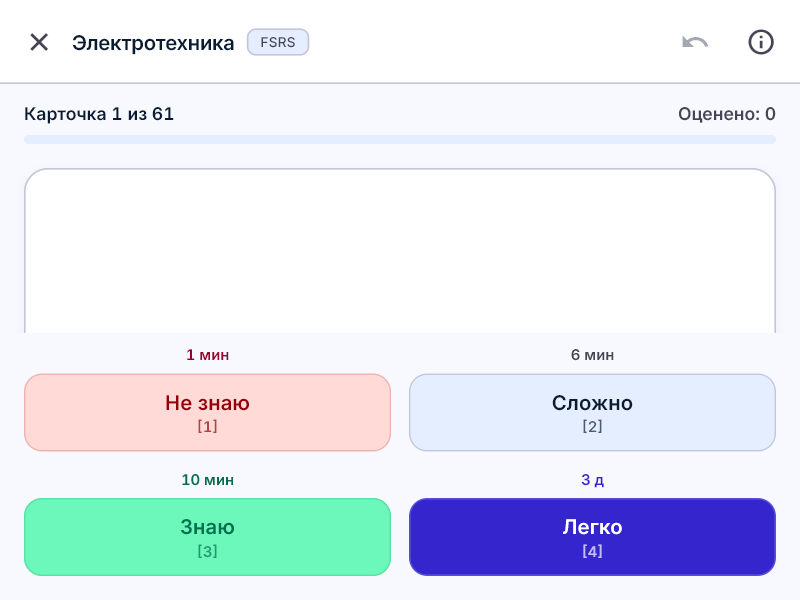 Электротехника FSRS
Карточка 1 из 61 Оценено: 0
1 мин 6 мин
Не знаю Сложно
[1] [2]
10 мин 3 д
Знаю Легко
[3] [4]